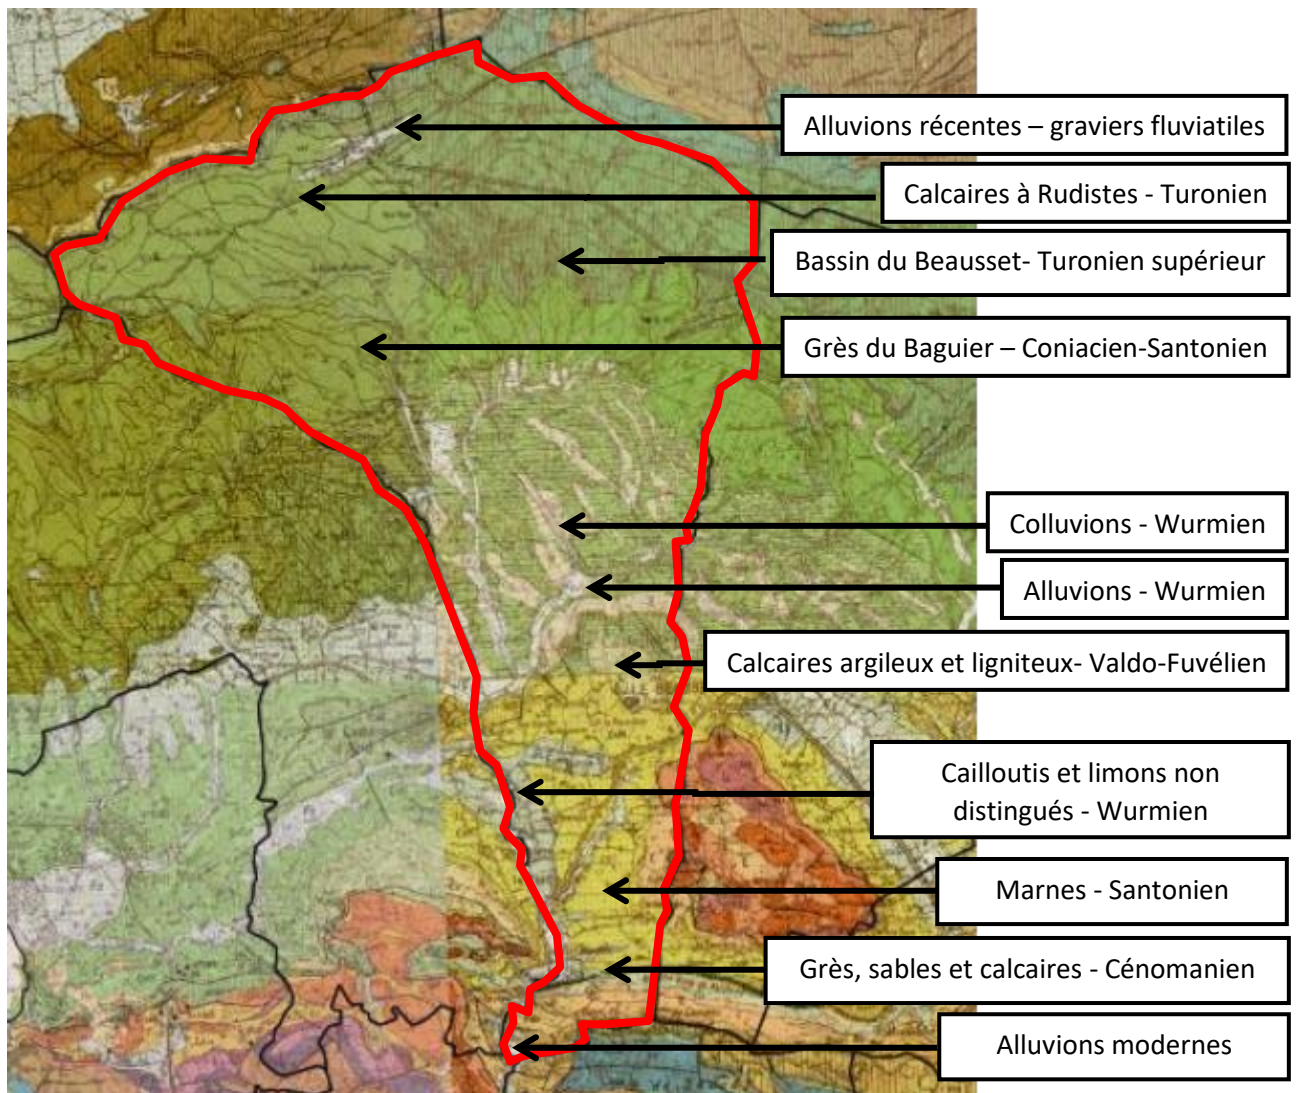 Alluvions récentes – graviers fluviatiles
Calcaires à Rudistes - Turonien
Bassin du Beausset- Turonien supérieur
Grès du Baguier – Coniacien-Santonien
Colluvions - Wurmien
Alluvions - Wurmien
Calcaires argileux et ligniteux- Valdo-Fuvélien
Cailloutis et limons non
distingués - Wurmien
Marnes - Santonien
Grès, sables et calcaires - Cénomanien
Alluvions modernes